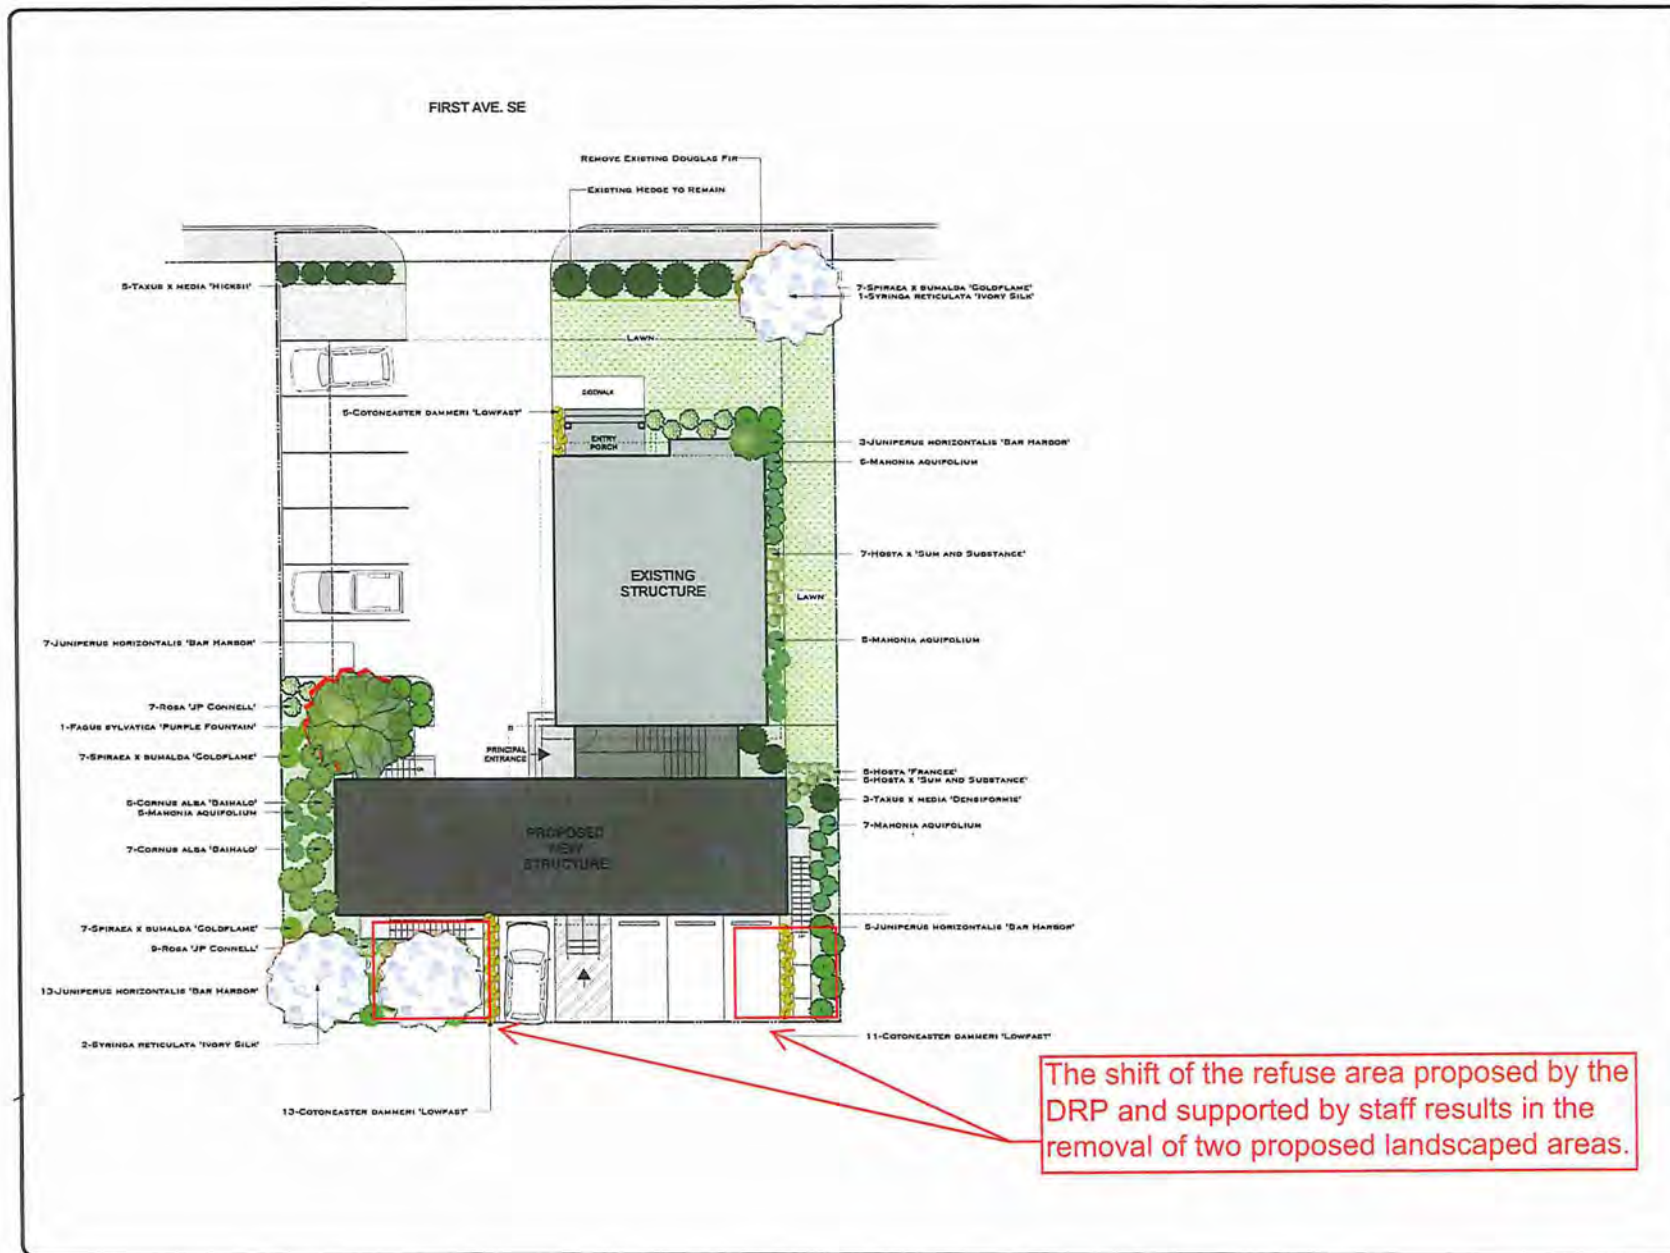 FIRST AVE. SE
REMOVE EXISTING DOUGLAS FIR
EXISTING HEDGE TO REMAIN
5-TAXUS X MEDIA 'HICKSII'
7-SPIRAEA X BUMALDA 'GOLDFLAME'
1-SYRINGA RETICULATA 'IVORY SILK'
LAWN
SIDEWALK
5-COTONEASTER DAMMERI 'LOWFAST'
ENTRY
PORCH
3-JUNIPERUS HORIZONTALIS 'BAR HARBOR'
6-MAHONIA AQUIFOLIUM
7-HOSTA X 'SUM AND SUBSTANCE'
EXISTING
STRUCTURE
LAWN
5-MAHONIA AQUIFOLIUM
7-JUNIPERUS HORIZONTALIS 'BAR HARBOR'
7-ROSA 'JP CONNELL'
1-FAGUS SYLVATICA 'PURPLE FOUNTAIN'
7-SPIRAEA X BUMALDA 'GOLDFLAME'
PRINCIPAL
ENTRANCE
6-HOSTA 'FRANCEE'
6-HOSTA X 'SUM AND SUBSTANCE'
3-TAXUS X MEDIA 'DENSIFORMIS'
7-MAHONIA AQUIFOLIUM
5-CORNUS ALBA 'BAIHALO'
5-MAHONIA AQUIFOLIUM
7-CORNUS ALBA 'BAIHALO'
PROPOSED
NEW
STRUCTURE
7-SPIRAEA X BUMALDA 'GOLDFLAME'
9-ROSA 'JP CONNELL'
13-JUNIPERUS HORIZONTALIS 'BAR HARBOR'
2-SYRINGA RETICULATA 'IVORY SILK'
5-JUNIPERUS HORIZONTALIS 'BAR HARBOR'
11-COTONEASTER DAMMERI 'LOWFAST'
13-COTONEASTER DAMMERI 'LOWFAST'
The shift of the refuse area proposed by the
DRP and supported by staff results in the
removal of two proposed landscaped areas.